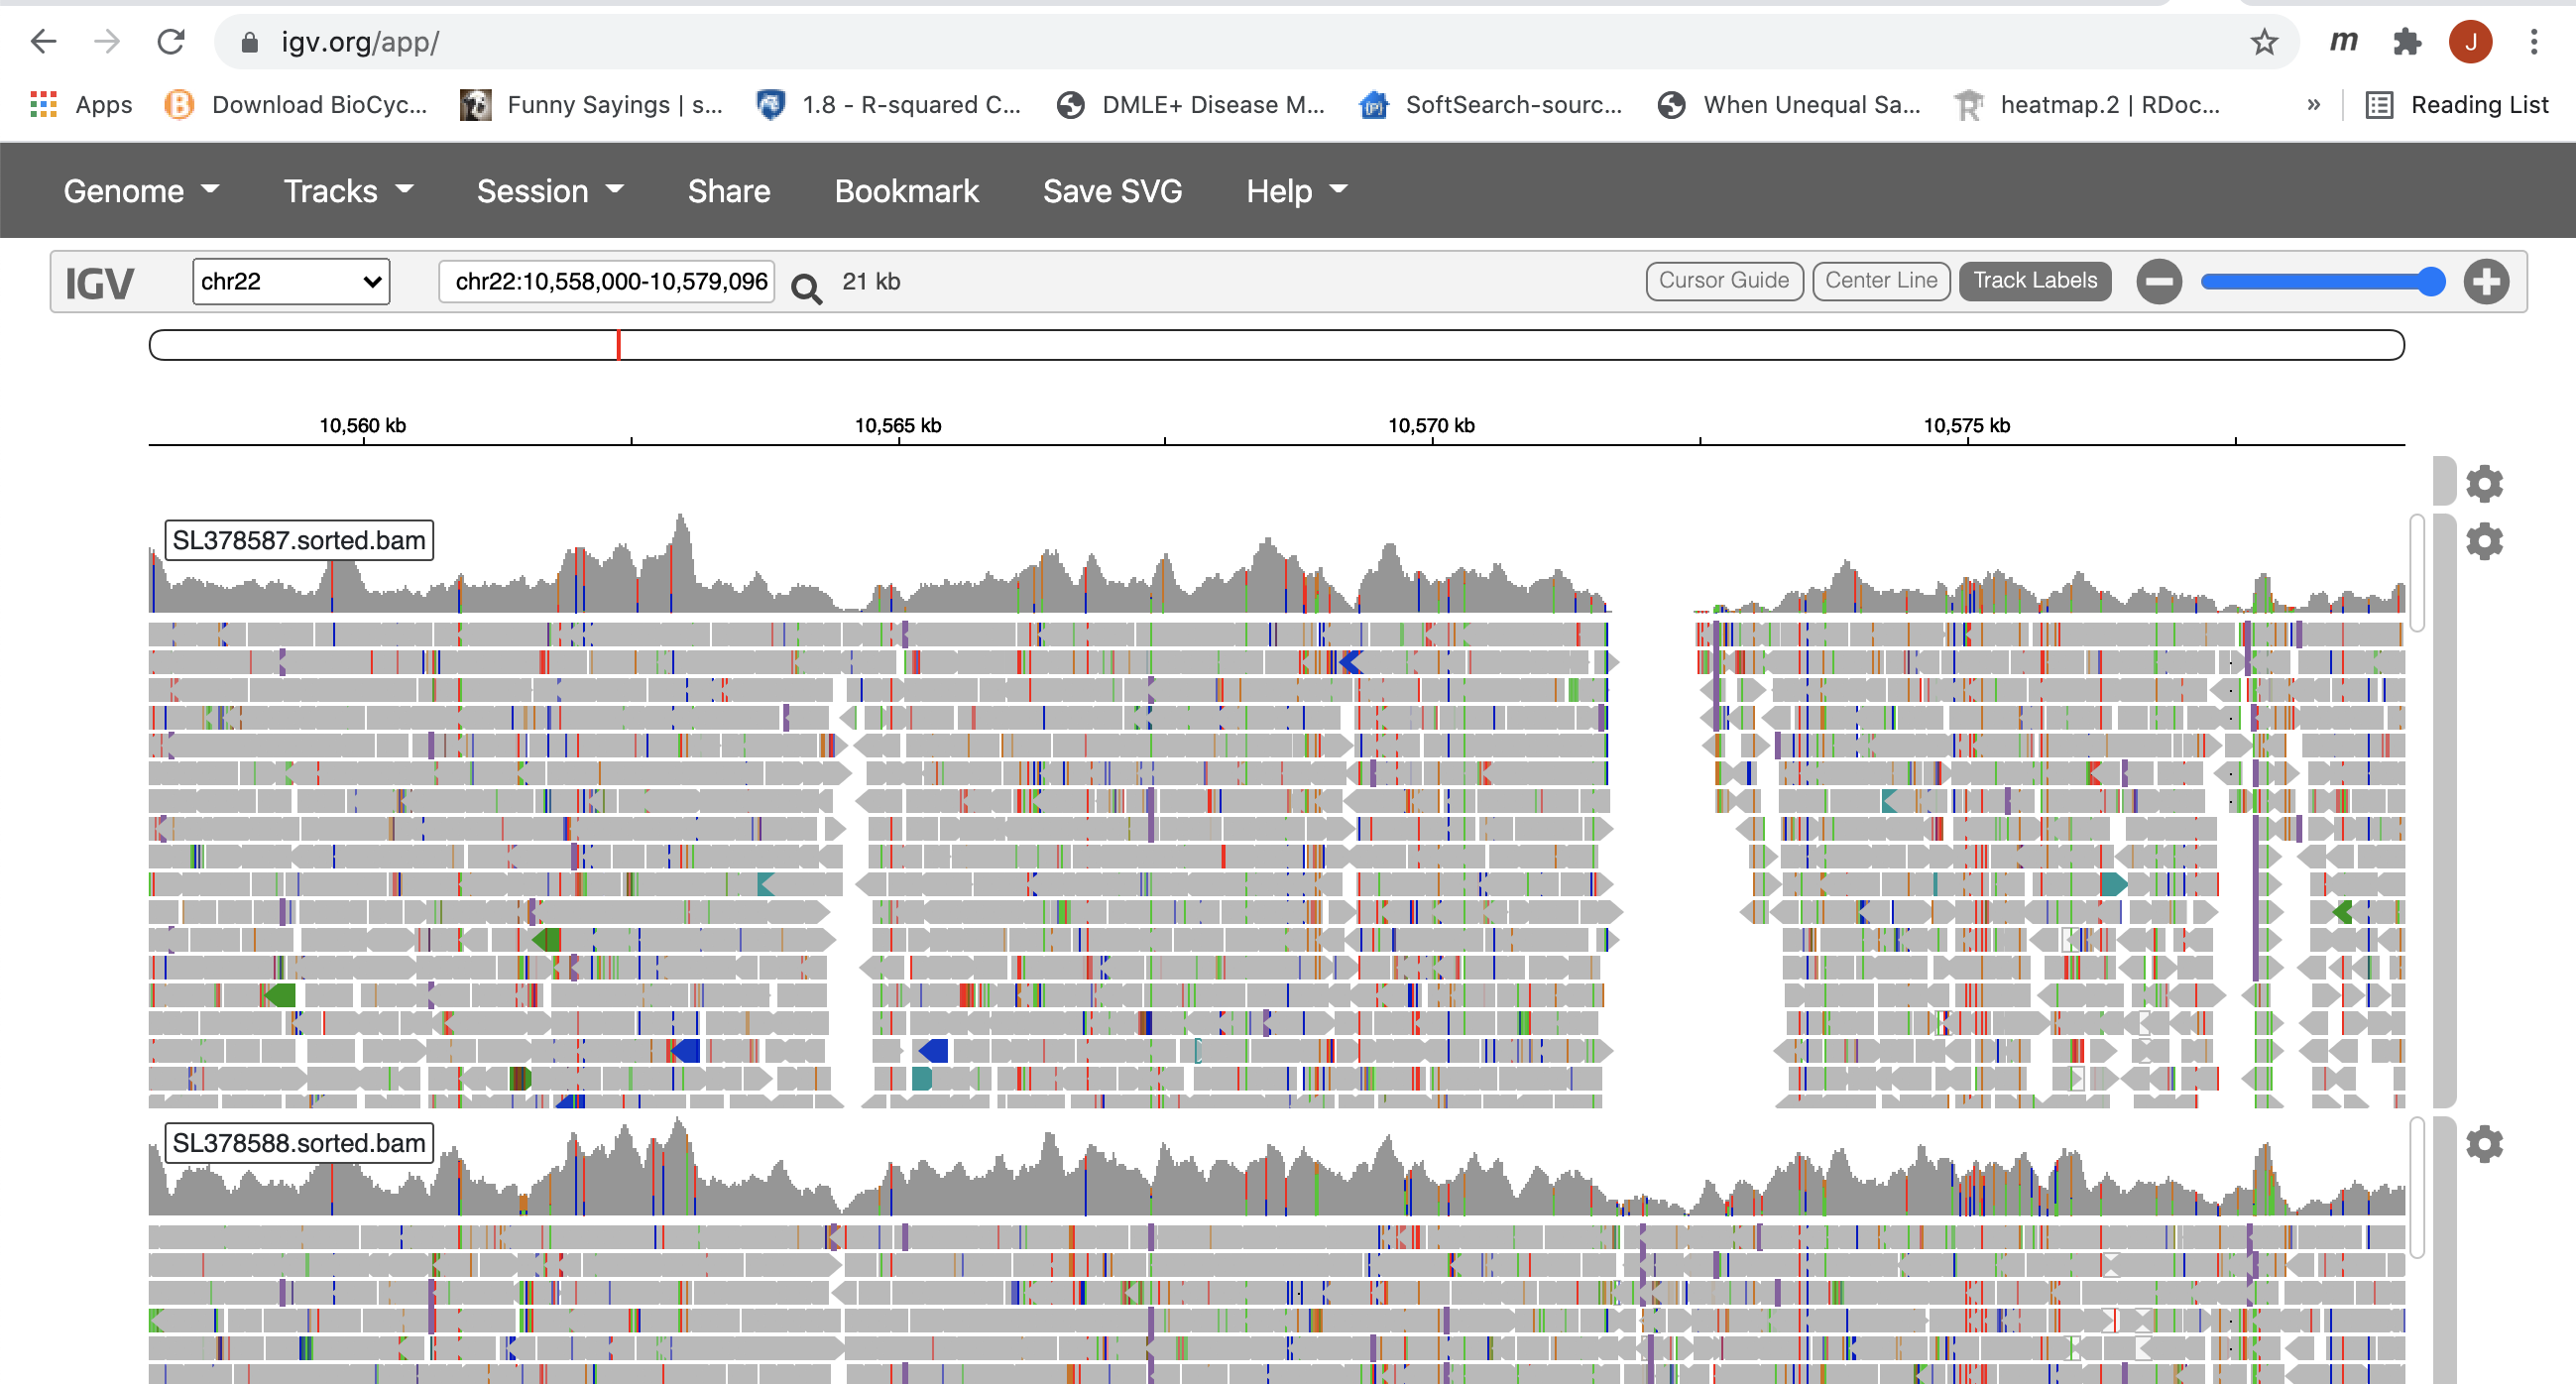 igv.org/app/
m
J
Apps
Download BioCyc...
Funny Sayings | s...
1.8 - R-squared C...
DMLE+ Disease M...
SoftSearch-sourc...
When Unequal Sa...
heatmap.2 | RDoc...
»
Reading List
Genome
Tracks
Session
Share
Bookmark
Save SVG
Help
IGV
chr22
chr22:10,558,000-10,579,096
21 kb
Cursor Guide
Center Line
Track Labels
10,560 kb
10,565 kb
10,570 kb
10,575 kb
SL378587.sorted.bam
SL378588.sorted.bam